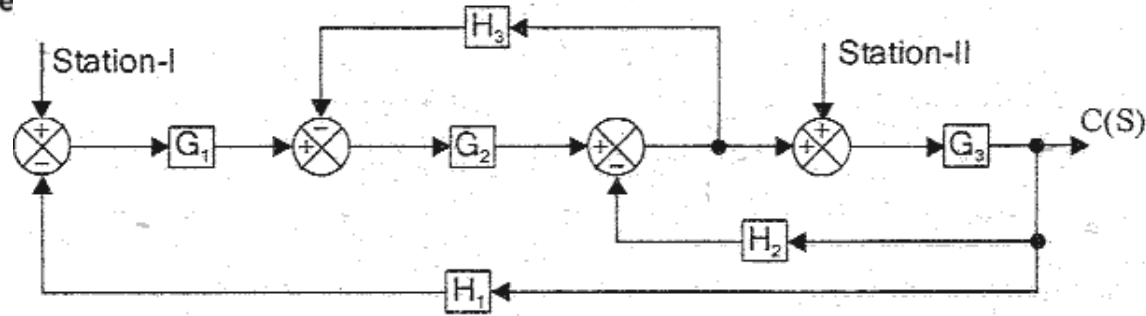 e
H₃
Station-I
Station-II
C(S)
+
−
G₁
−
+
G₂
+
−
+
+
G₃
H₂
H₁